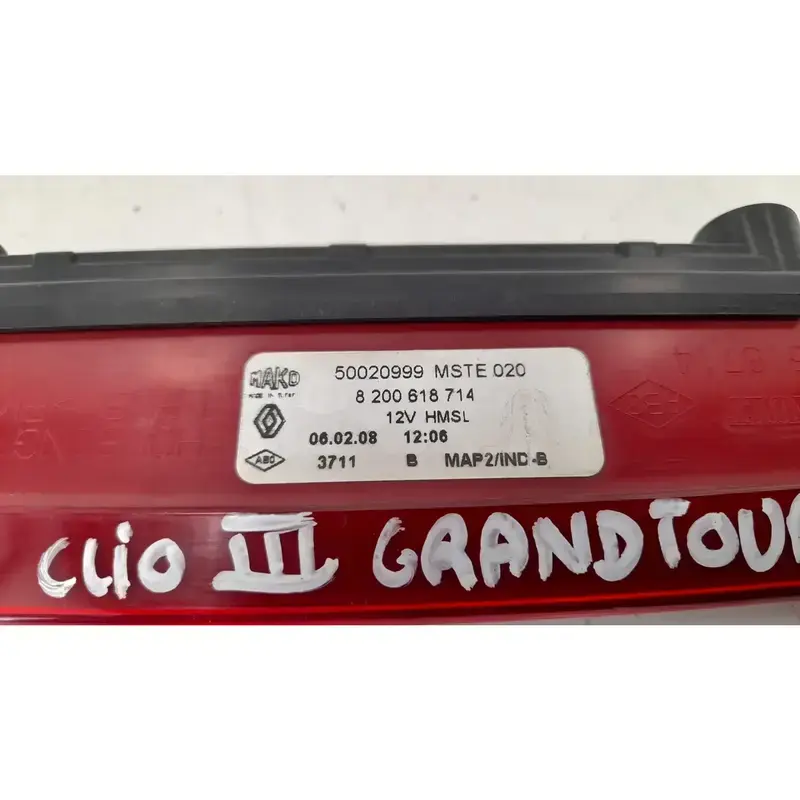 MAKO 50020999 MSTE 020
8 200 618 714
12V HMSL
06.02.08 12:06
3711 B MAP2/IND-B
CLIO III GRANDTOUR